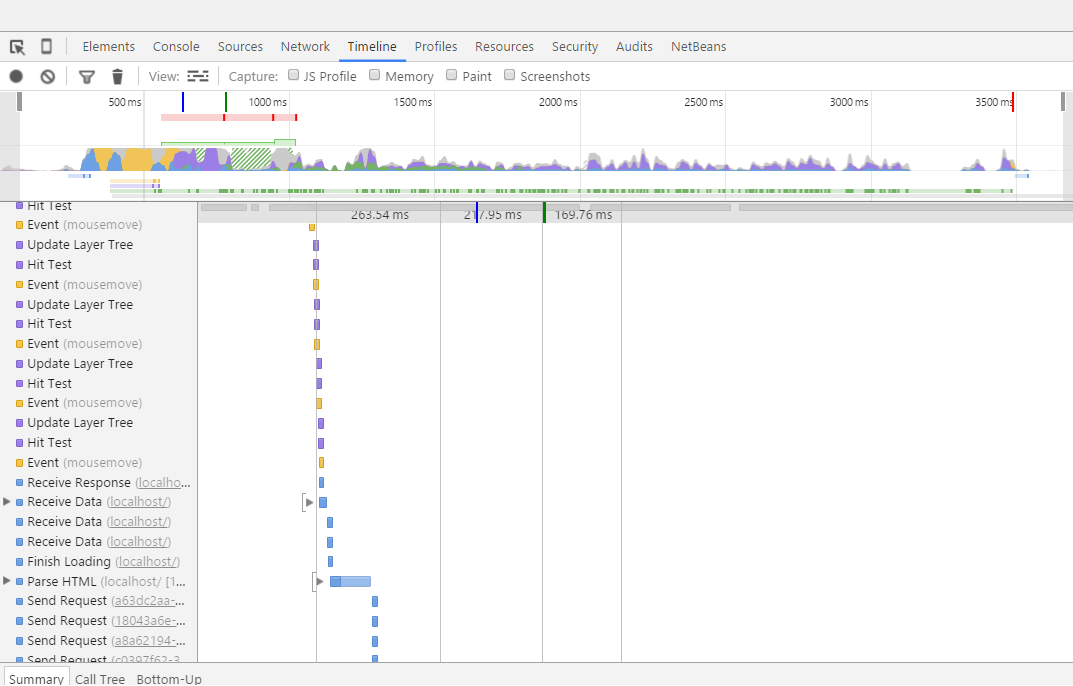 Elements Console Sources Network Timeline Profiles Resources Security Audits NetBeans
View: Capture: JS Profile Memory Paint Screenshots
500 ms 1000 ms 1500 ms 2000 ms 2500 ms 3000 ms 3500 ms
263.54 ms 217.95 ms 169.76 ms
Hit Test
Event (mousemove)
Update Layer Tree
Hit Test
Event (mousemove)
Update Layer Tree
Hit Test
Event (mousemove)
Update Layer Tree
Hit Test
Event (mousemove)
Update Layer Tree
Hit Test
Event (mousemove)
Receive Response (localho...
Receive Data (localhost/)
Receive Data (localhost/)
Receive Data (localhost/)
Finish Loading (localhost/)
Parse HTML (localhost/ [1...
Send Request (a63dc2aa-...
Send Request (18043a6e-...
Send Request (a8a62194-...
Send Request (c0397f62-3
Summary Call Tree Bottom-Up